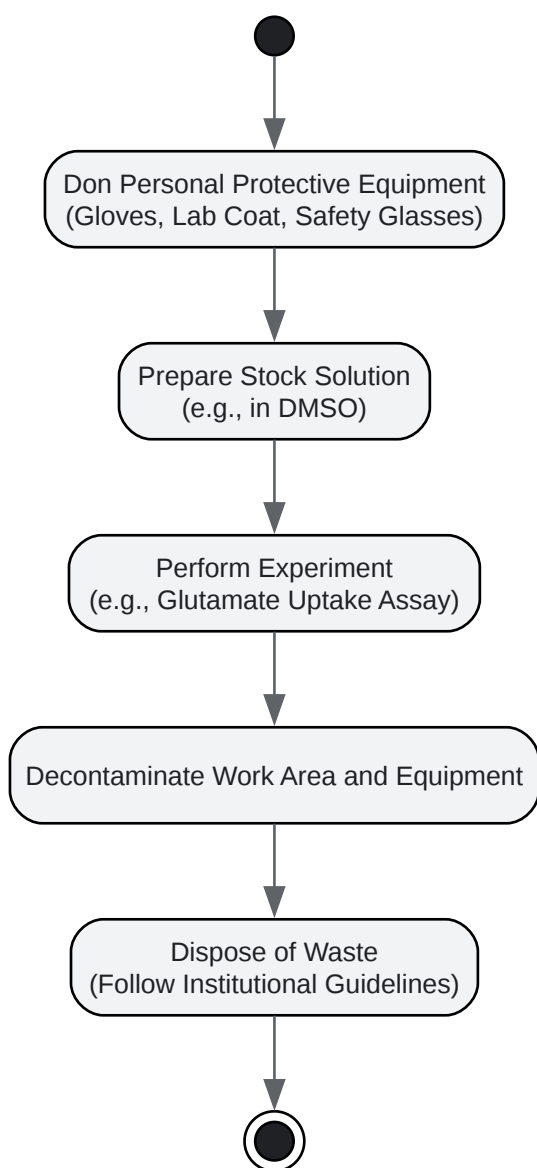 Don Personal Protective Equipment
(Gloves, Lab Coat, Safety Glasses)
Prepare Stock Solution
(e.g., in DMSO)
Perform Experiment
(e.g., Glutamate Uptake Assay)
Decontaminate Work Area and Equipment
Dispose of Waste
(Follow Institutional Guidelines)